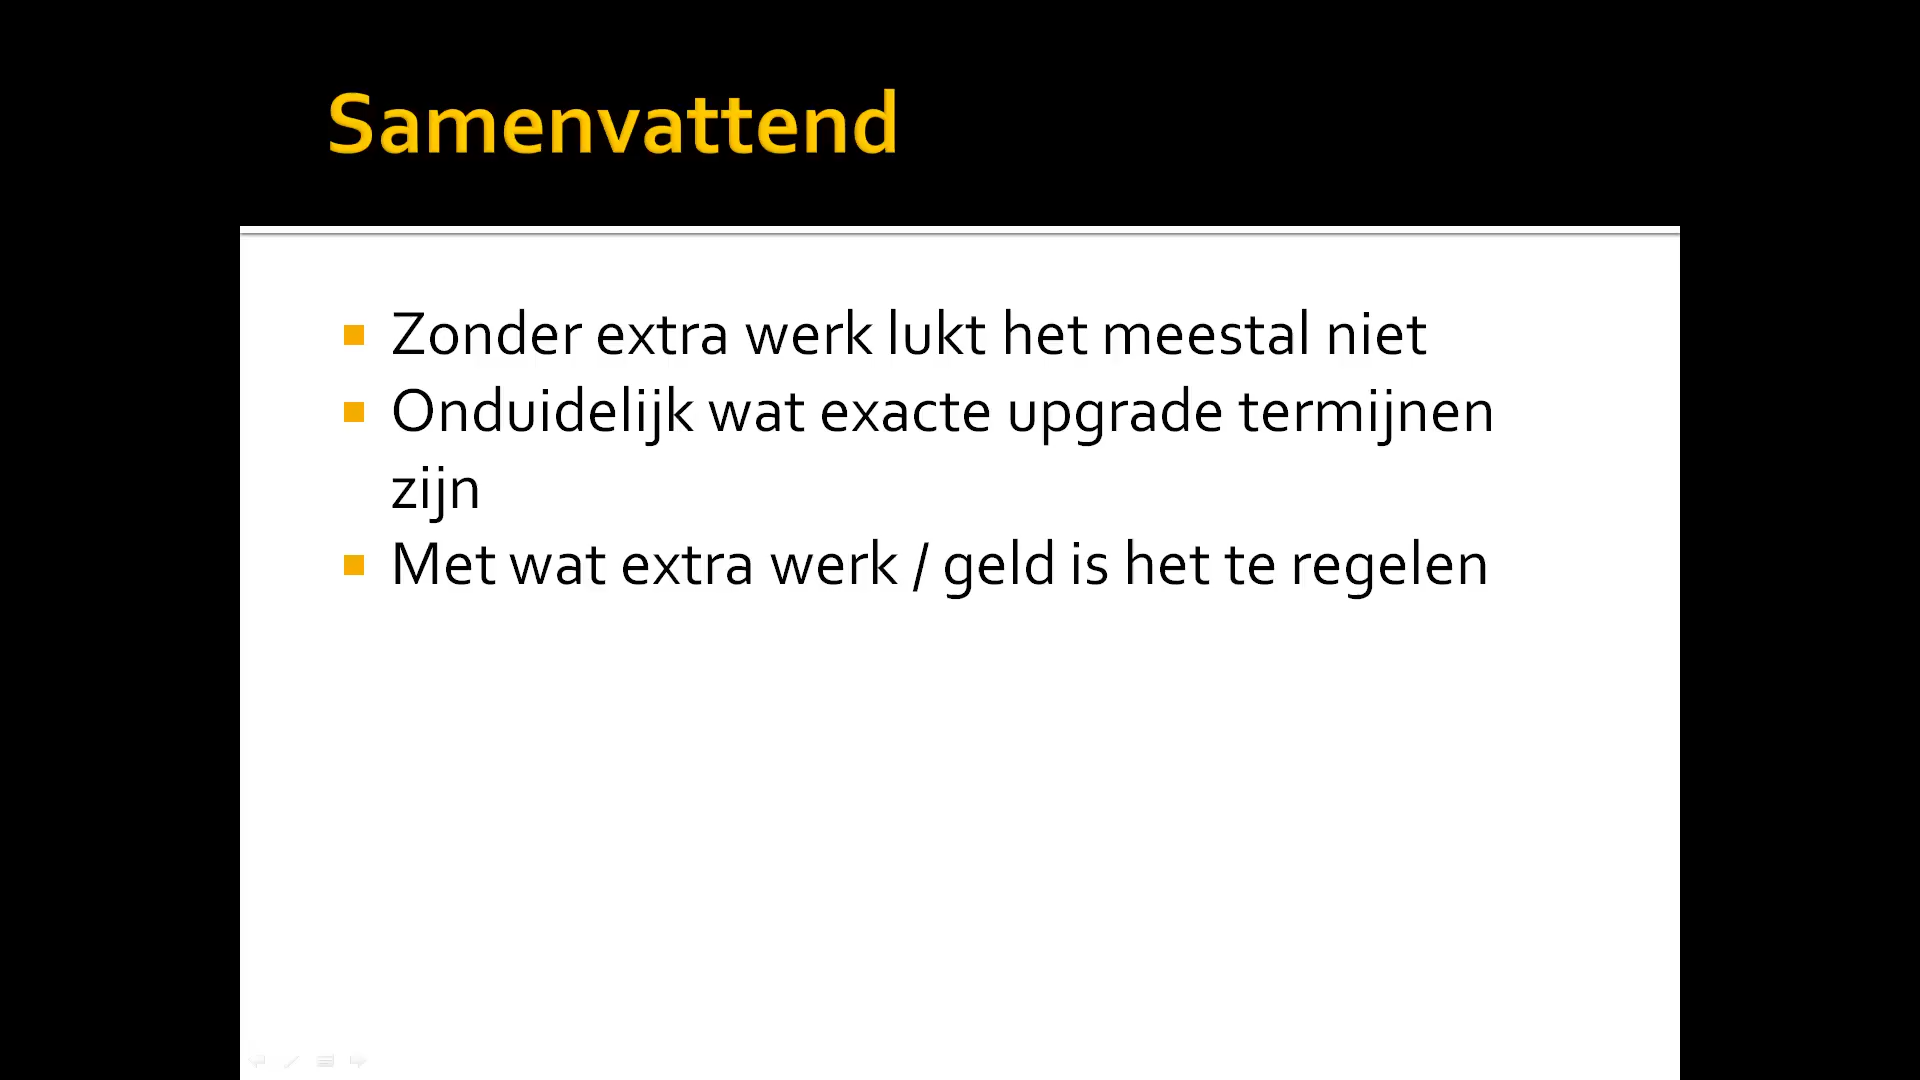 Samenvattend
Zonder extra werk lukt het meestal niet
Onduidelijk wat exacte upgrade termijnen
zijn
Met wat extra werk / geld is het te regelen